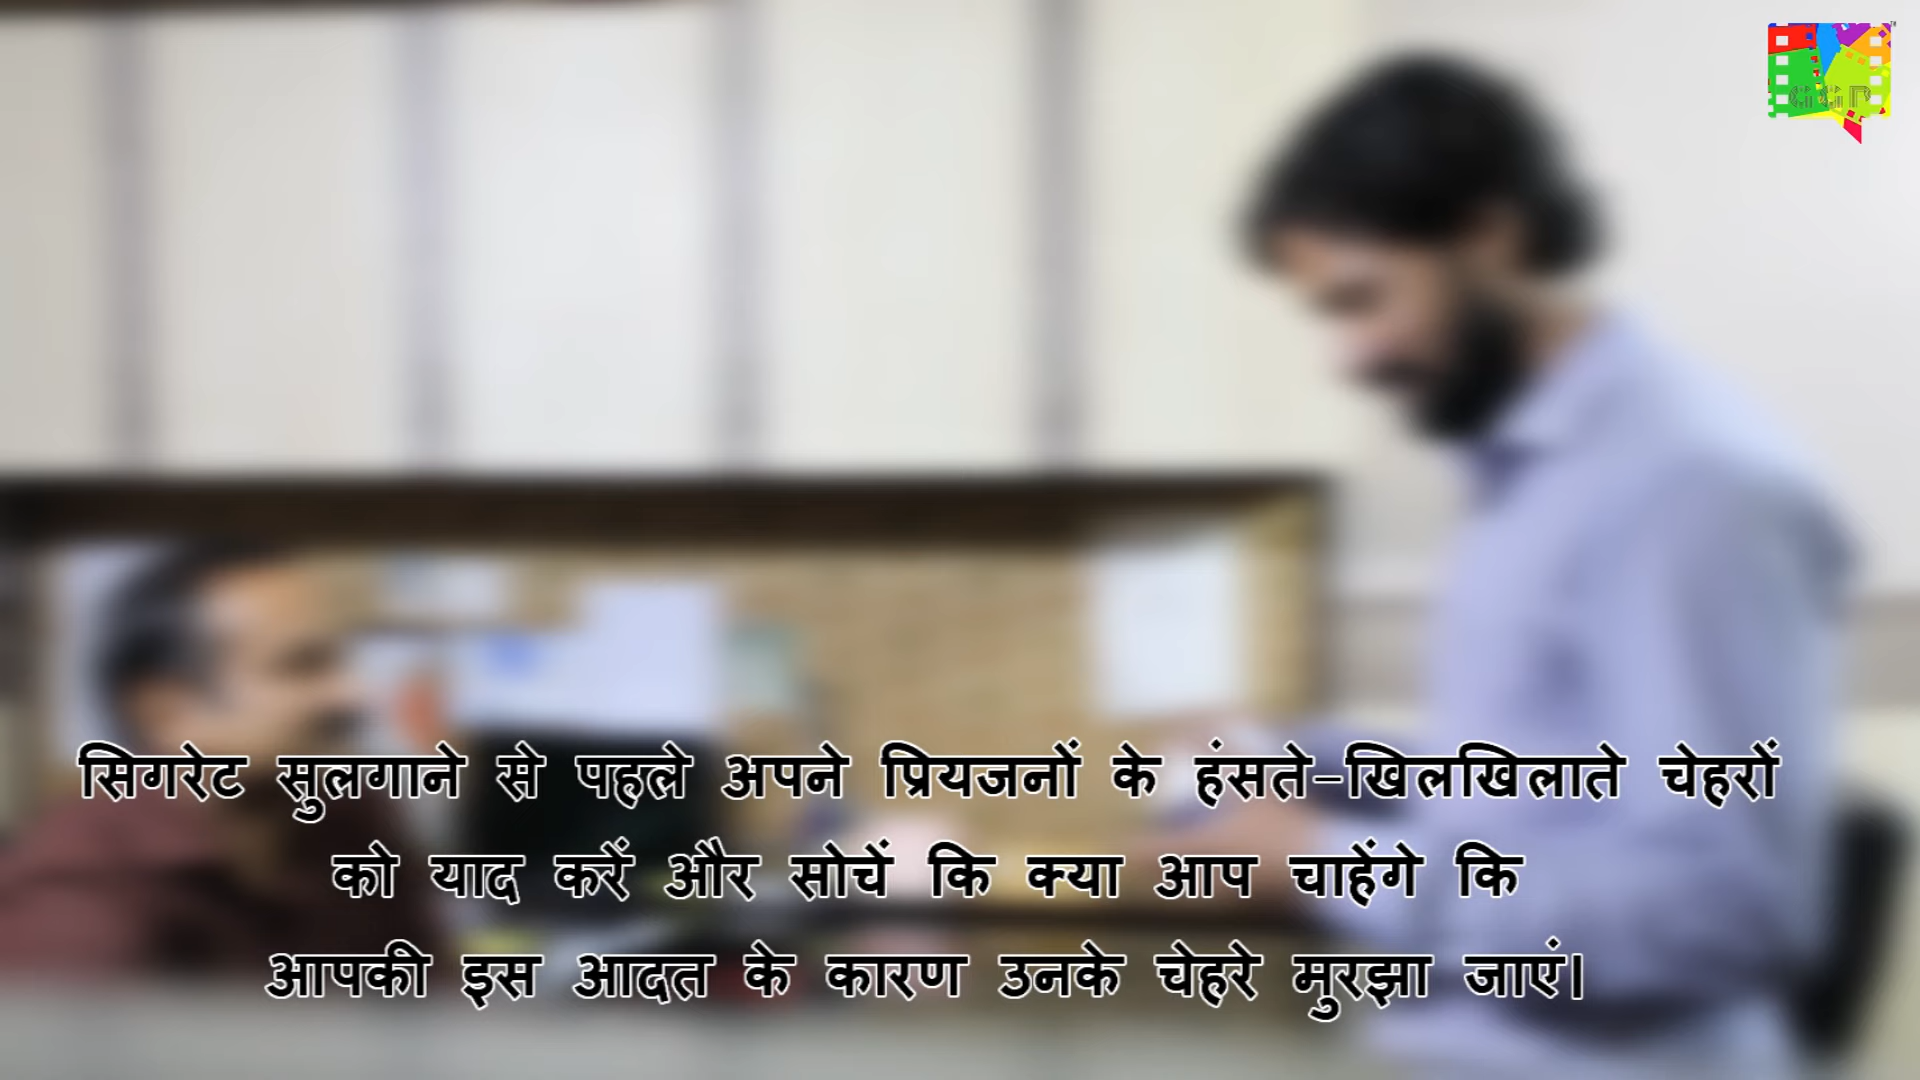 सिगरेट सुलगाने से पहले अपने प्रियजनों के हंसते-खिलखिलाते चेहरों
को याद करें और सोचें कि क्या आप चाहेंगे कि
आपकी इस आदत के कारण उनके चेहरे मुरझा जाएं।